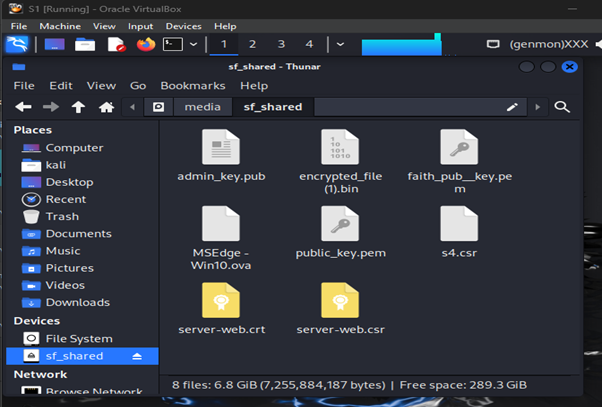 S1 [Running] - Oracle VirtualBox
File Machine View Input Devices Help
1 2 3 4 (genmon)XXX
sf_shared - Thunar
File Edit View Go Bookmarks Help
media sf_shared
Places
Computer
kali
Desktop
Recent
Trash
Documents
Music
Pictures
Videos
Downloads
Devices
File System
sf_shared
Network
Browse Network
admin_key.pub
encrypted_file
(1).bin
faith_pub__key.pe
m
MSEdge -
Win10.ova
public_key.pem
s4.csr
server-web.crt
server-web.csr
8 files: 6.8 GiB (7,255,884,187 bytes) | Free space: 289.3 GiB